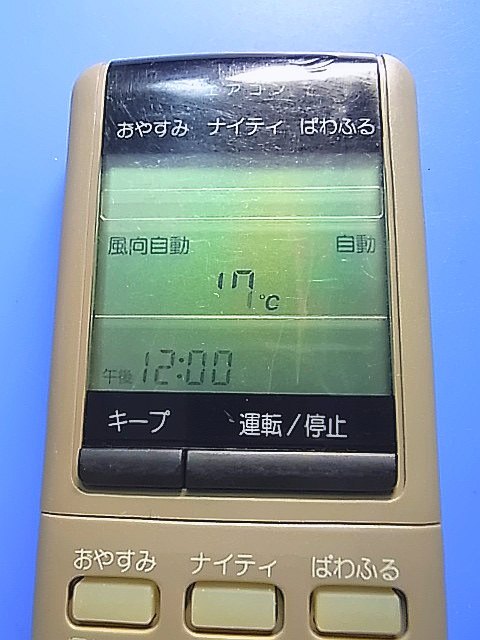 アコン
おやすみ ナイティ ぱわふる
風向自動 自動
17℃
午後 12:00
キープ 運転/停止
おやすみ ナイティ ぱわふる